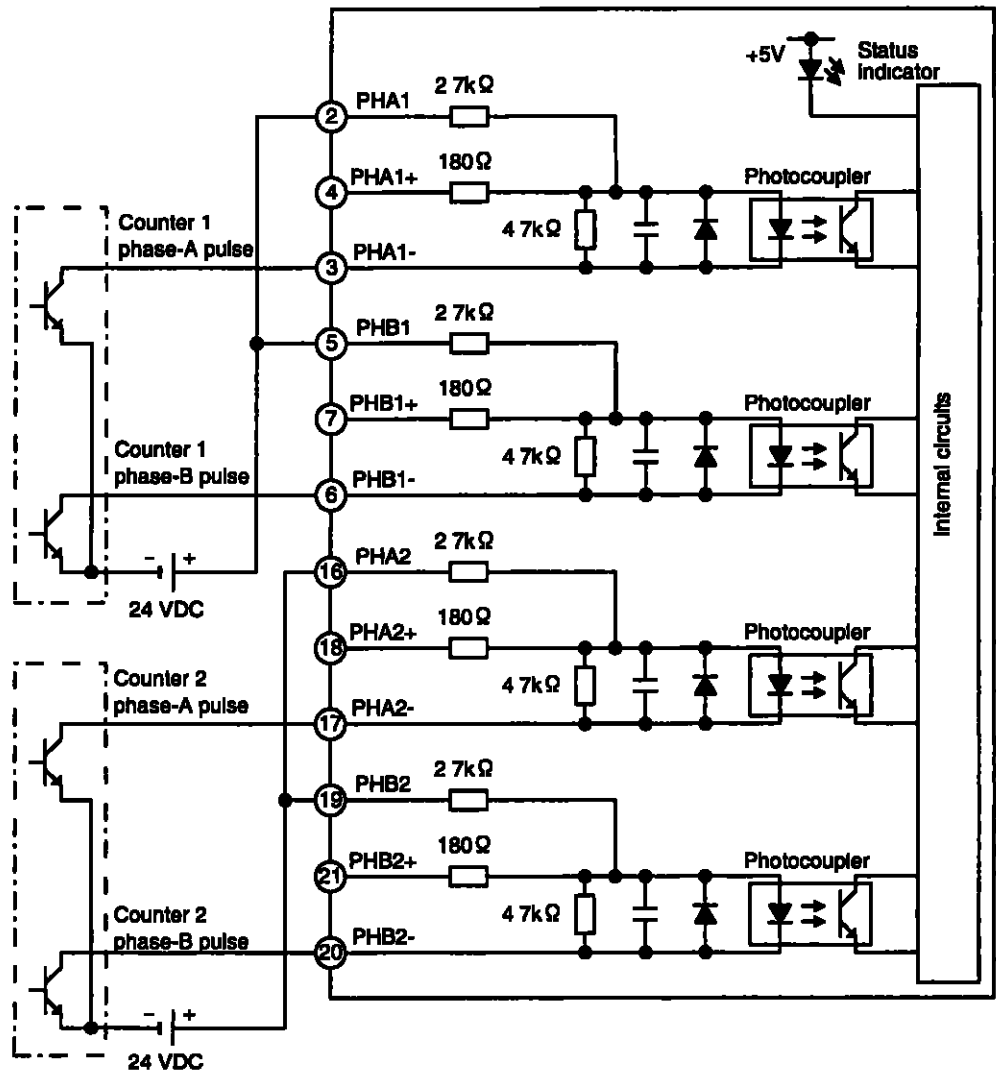 +5V
Status
indicator
2 PHA1 2 7kΩ
4 PHA1+ 180Ω
Photocoupler
4 7kΩ
Counter 1
phase-A pulse
3 PHA1-
5 PHB1 2 7kΩ
7 PHB1+ 180Ω
Photocoupler
4 7kΩ
Counter 1
phase-B pulse
6 PHB1-
Internal circuits
- +
24 VDC
16 PHA2 2 7kΩ
18 PHA2+ 180Ω
Photocoupler
4 7kΩ
Counter 2
phase-A pulse
17 PHA2-
19 PHB2 2 7kΩ
21 PHB2+ 180Ω
Photocoupler
4 7kΩ
Counter 2
phase-B pulse
20 PHB2-
- +
24 VDC